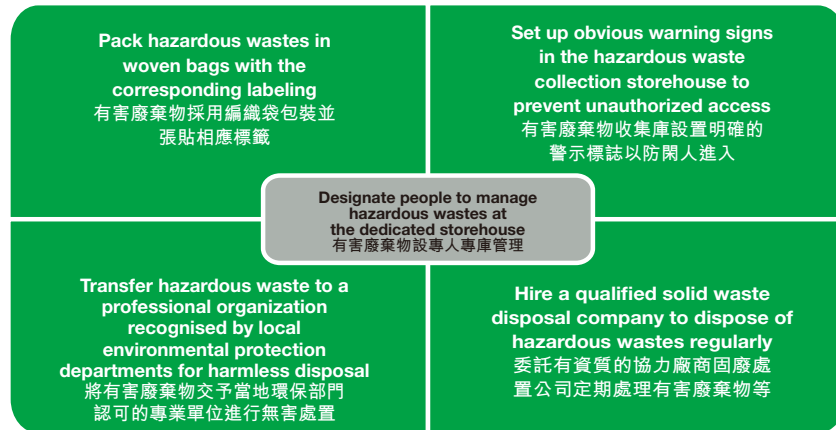 Pack hazardous wastes in
woven bags with the
corresponding labeling
有害廢棄物採用編織袋包裝並
張貼相應標籤
Set up obvious warning signs
in the hazardous waste
collection storehouse to
prevent unauthorized access
有害廢棄物收集庫設置明確的
警示標誌以防閑人進入
Designate people to manage
hazardous wastes at
the dedicated storehouse
有害廢棄物設專人專庫管理
Transfer hazardous waste to a
professional organization
recognised by local
environmental protection
departments for harmless disposal
將有害廢棄物交予當地環保部門
認可的專業單位進行無害處置
Hire a qualified solid waste
disposal company to dispose of
hazardous wastes regularly
委託有資質的協力廠商固廢處
置公司定期處理有害廢棄物等